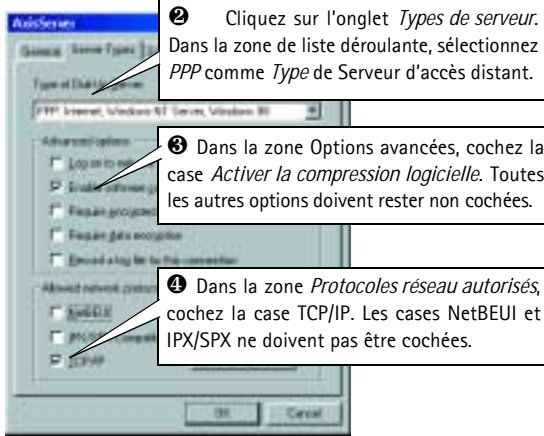 AxisServer
❷ Cliquez sur l'onglet Types de serveur.
Dans la zone de liste déroulante, sélectionnez
PPP comme Type de Serveur d'accès distant.
General Server Types
Type of Dial-Up Server:
PPP: Internet, Windows NT Server, Windows 98
❸ Dans la zone Options avancées, cochez la
case Activer la compression logicielle. Toutes
les autres options doivent rester non cochées.
Advanced options:
Log on to
Enable software
Require encrypted
Require data encryption
Record a log file for this connection
❹ Dans la zone Protocoles réseau autorisés,
cochez la case TCP/IP. Les cases NetBEUI et
IPX/SPX ne doivent pas être cochées.
Allowed network
NetBEUI
IPX/SPX
TCP/IP
OK Cancel